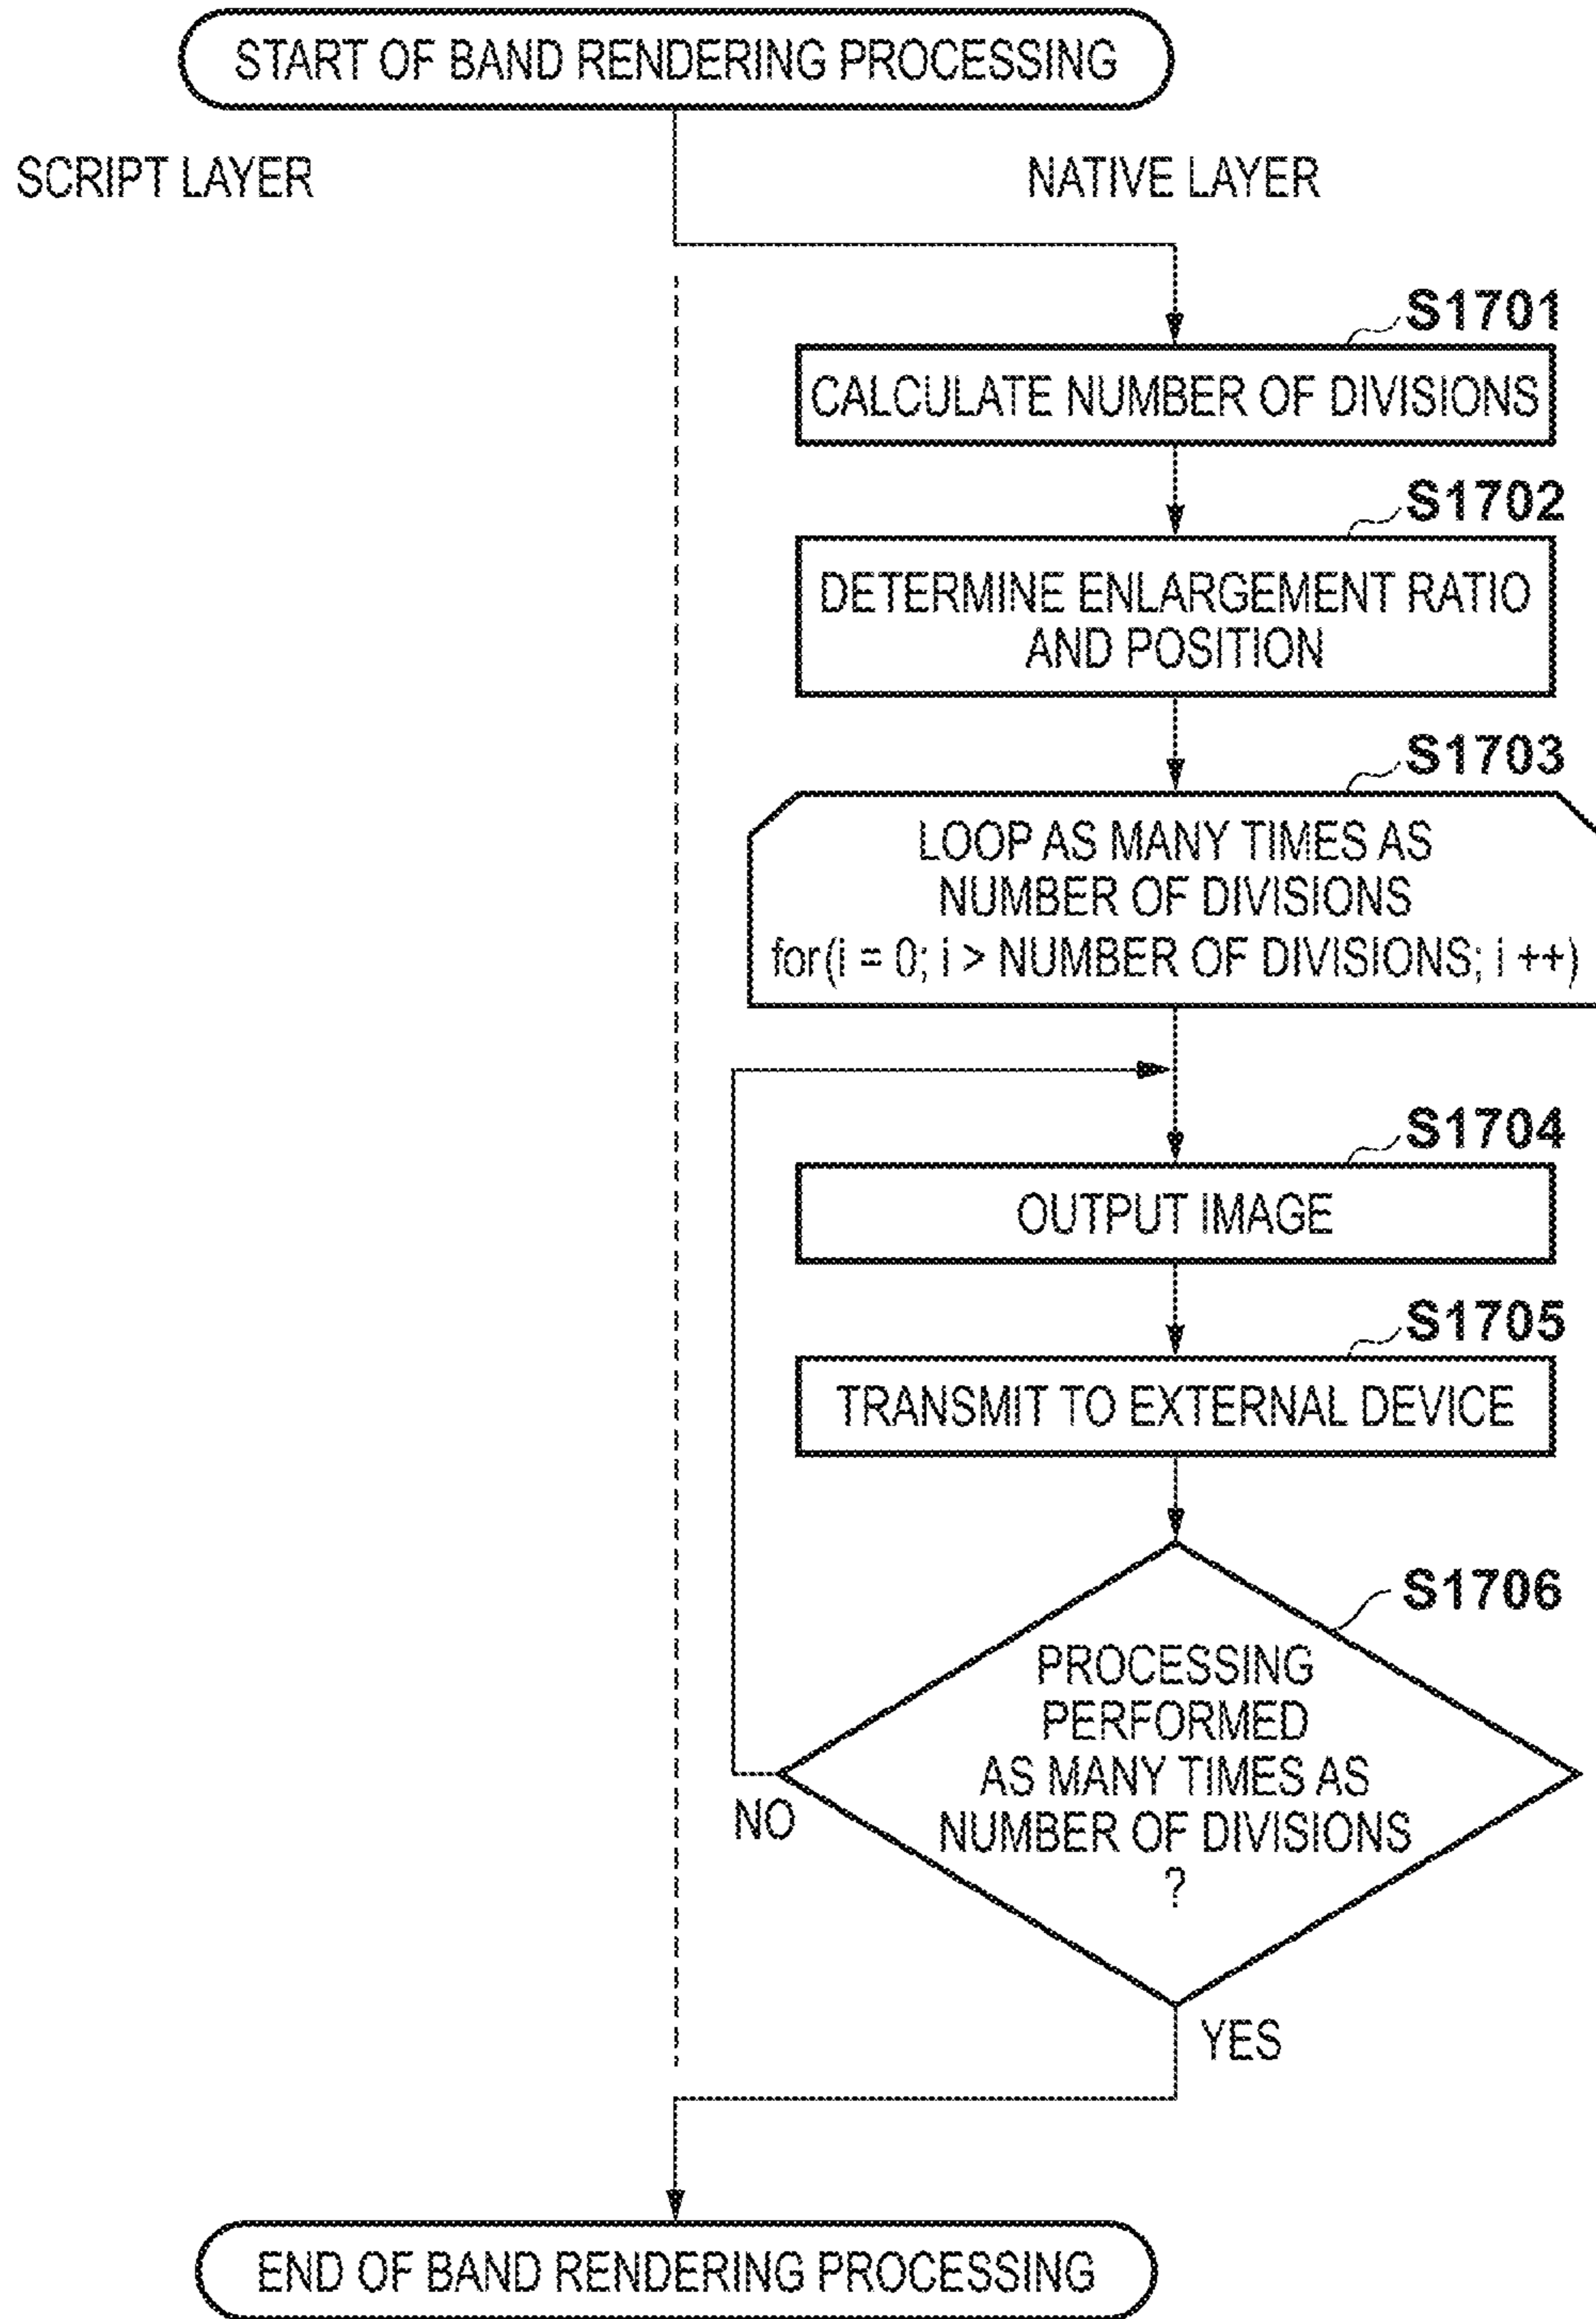 START OF BAND RENDERING PROCESSING
SCRIPT LAYER
NATIVE LAYER
S1701
CALCULATE NUMBER OF DIVISIONS
S1702
DETERMINE ENLARGEMENT RATIO
AND POSITION
S1703
LOOP AS MANY TIMES AS
NUMBER OF DIVISIONS
for(i = 0; i > NUMBER OF DIVISIONS; i ++)
S1704
OUTPUT IMAGE
S1705
TRANSMIT TO EXTERNAL DEVICE
S1706
PROCESSING
PERFORMED
AS MANY TIMES AS
NUMBER OF DIVISIONS
?
NO
YES
END OF BAND RENDERING PROCESSING